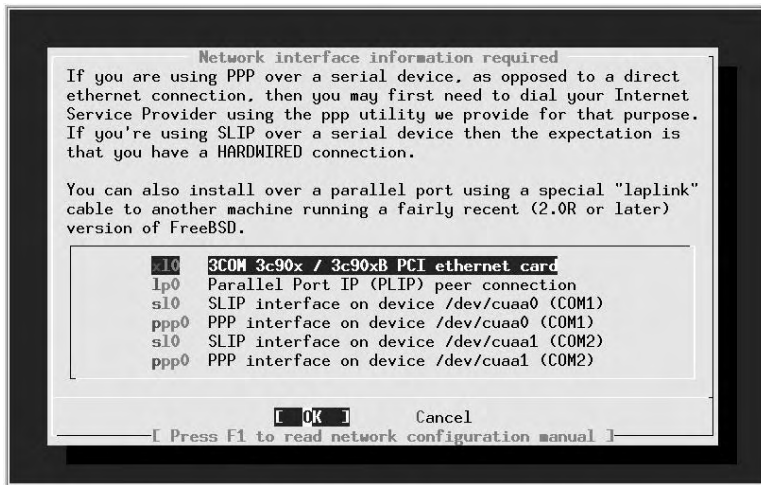 Network interface information required
If you are using PPP over a serial device, as opposed to a direct
ethernet connection, then you may first need to dial your Internet
Service Provider using the ppp utility we provide for that purpose.
If you're using SLIP over a serial device then the expectation is
that you have a HARDWIRED connection.
You can also install over a parallel port using a special "laplink"
cable to another machine running a fairly recent (2.0R or later)
version of FreeBSD.
xl0 3COM 3c90x / 3c90xB PCI ethernet card
lp0 Parallel Port IP (PLIP) peer connection
sl0 SLIP interface on device /dev/cuaa0 (COM1)
ppp0 PPP interface on device /dev/cuaa0 (COM1)
sl0 SLIP interface on device /dev/cuaa1 (COM2)
ppp0 PPP interface on device /dev/cuaa1 (COM2)
[ OK ] Cancel
[ Press F1 to read network configuration manual ]